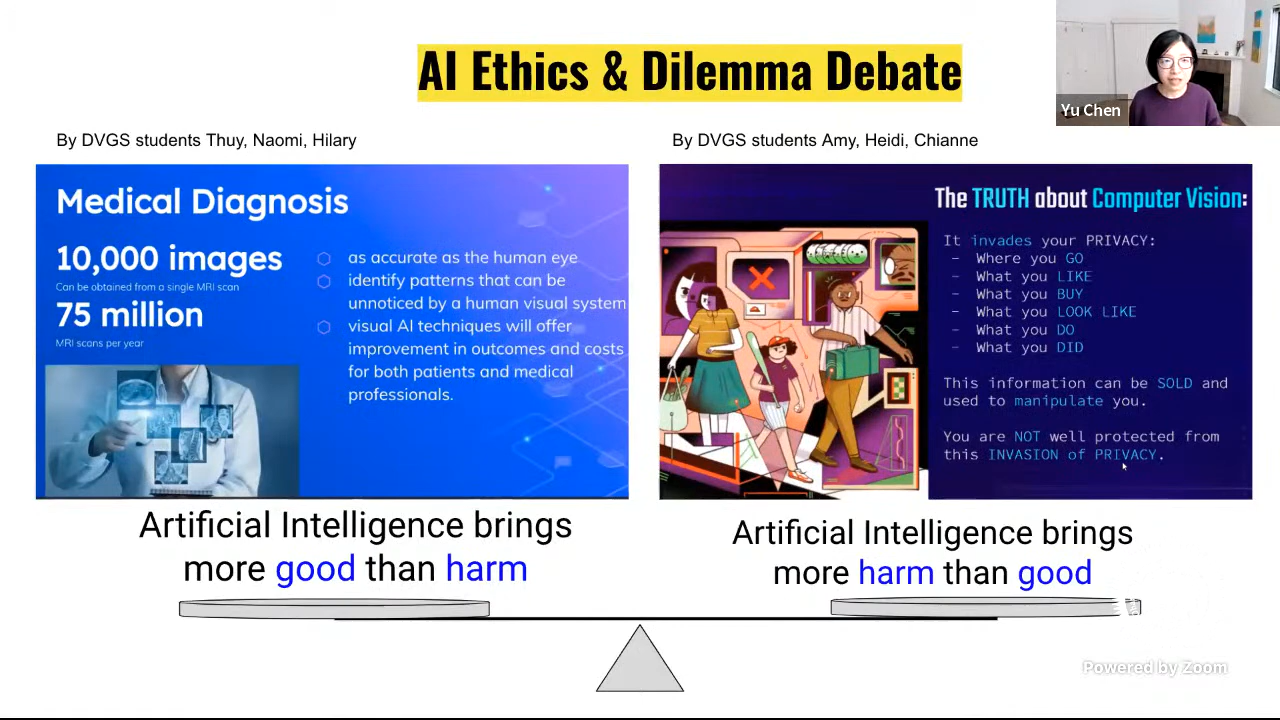 AI Ethics & Dilemma Debate
Yu Chen
By DVGS students Thuy, Naomi, Hilary
By DVGS students Amy, Heidi, Chianne
Medical Diagnosis
10,000 images
Can be obtained from a single MRI scan
75 million
MRI scans per year
as accurate as the human eye
identify patterns that can be
unnoticed by a human visual system
visual AI techniques will offer
improvement in outcomes and costs
for both patients and medical
professionals.
The TRUTH about Computer Vision:
It invades your PRIVACY:
- Where you GO
- What you LIKE
- What you BUY
- What you LOOK LIKE
- What you DO
- What you DID
This information can be SOLD and
used to manipulate you.
You are NOT well protected from
this INVASION of PRIVACY.
Artificial Intelligence brings
more good than harm
Artificial Intelligence brings
more harm than good
Powered by Zoom